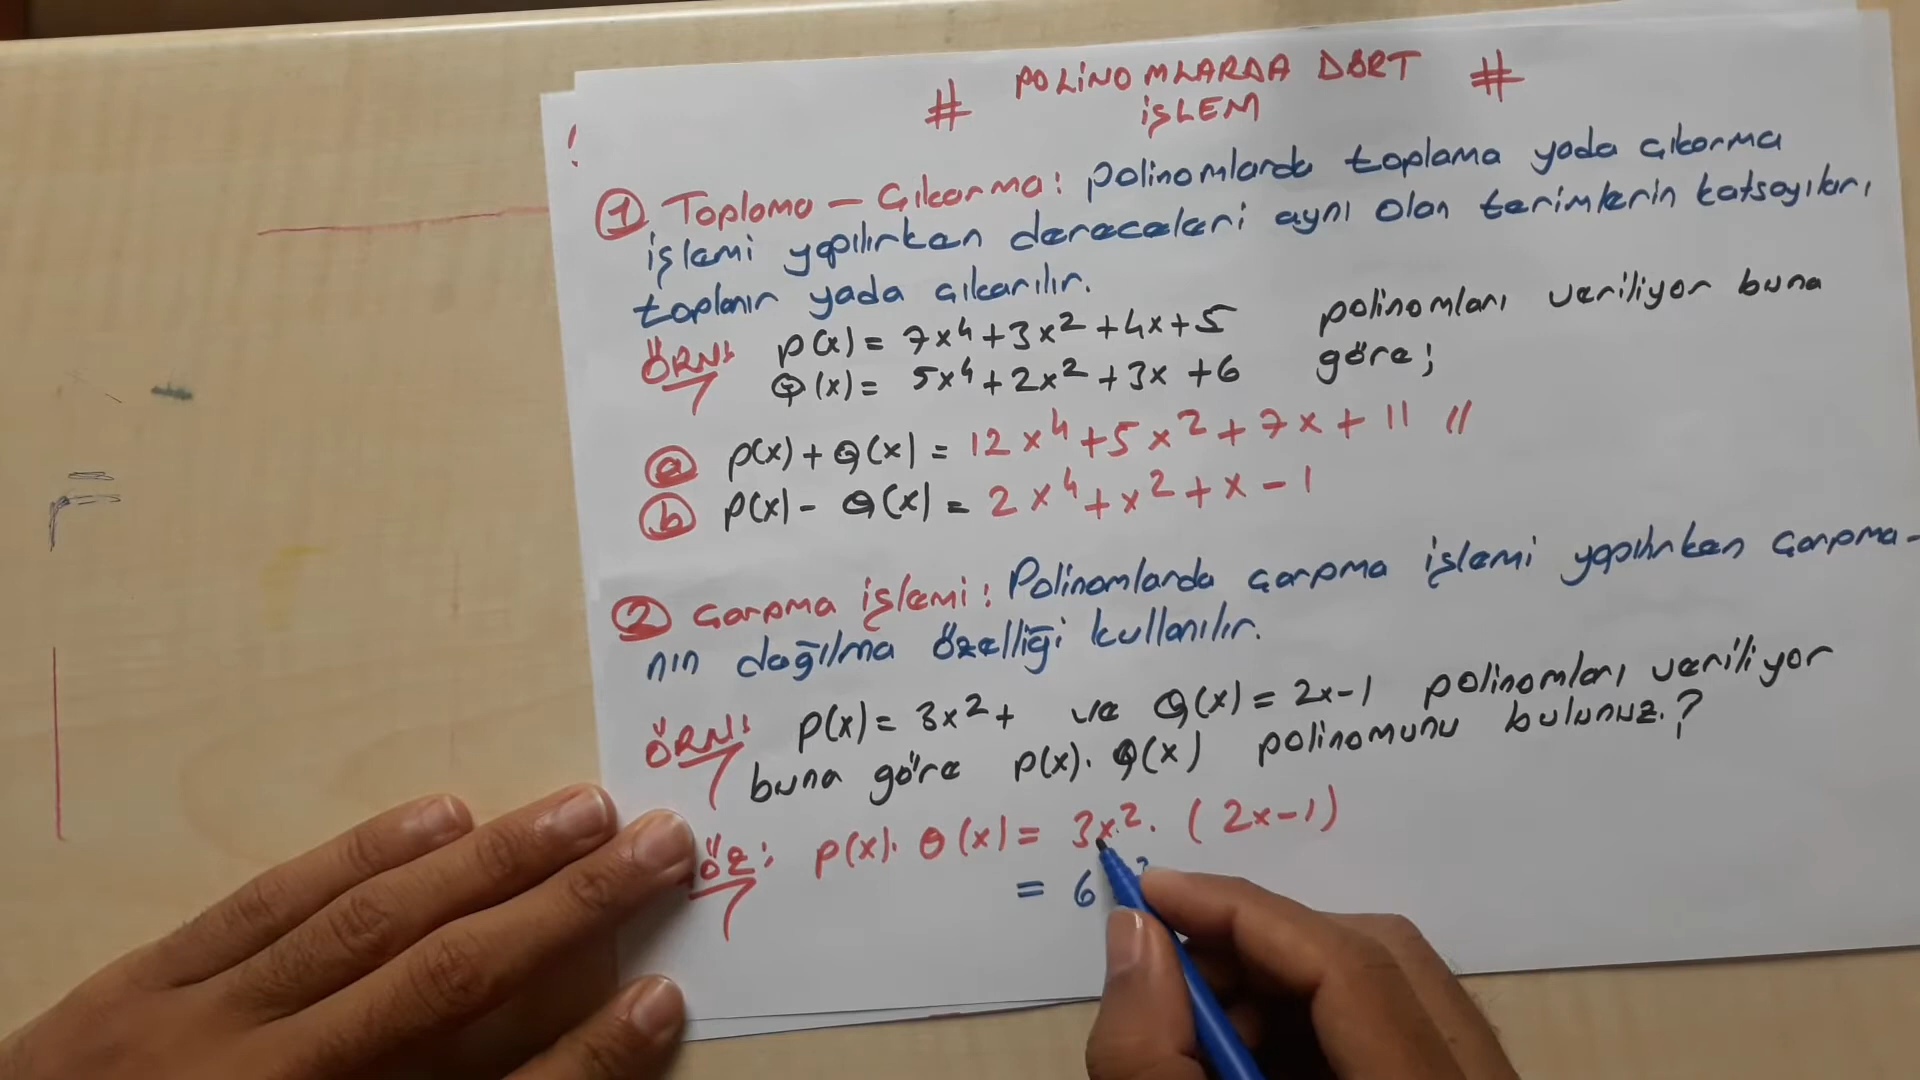 # POLİNOMLARDA DÖRT #
İŞLEM
① Toplama – Çıkarma: polinomlarda toplama yada çıkarma
işlemi yapılırken dereceleri aynı olan terimlerin katsayıları
toplanır yada çıkarılır.
ÖRN: P(x) = 7x⁴+3x²+4x+5 polinomları veriliyor buna
Q(x) = 5x⁴+2x²+3x+6 göre;
ⓐ P(x)+Q(x) = 12x⁴+5x²+7x+11 //
ⓑ P(x)-Q(x) = 2x⁴+x²+x-1
② Çarpma işlemi: Polinomlarda çarpma işlemi yapılırken çarpma-
nın dağılma özelliği kullanılır.
ÖRN: P(x) = 3x²+ ve Q(x) = 2x-1 polinomları veriliyor
buna göre P(x). Q(x) polinomunu bulunuz.?
ÖZ: P(x). Q(x) = 3x². (2x-1)
= 6